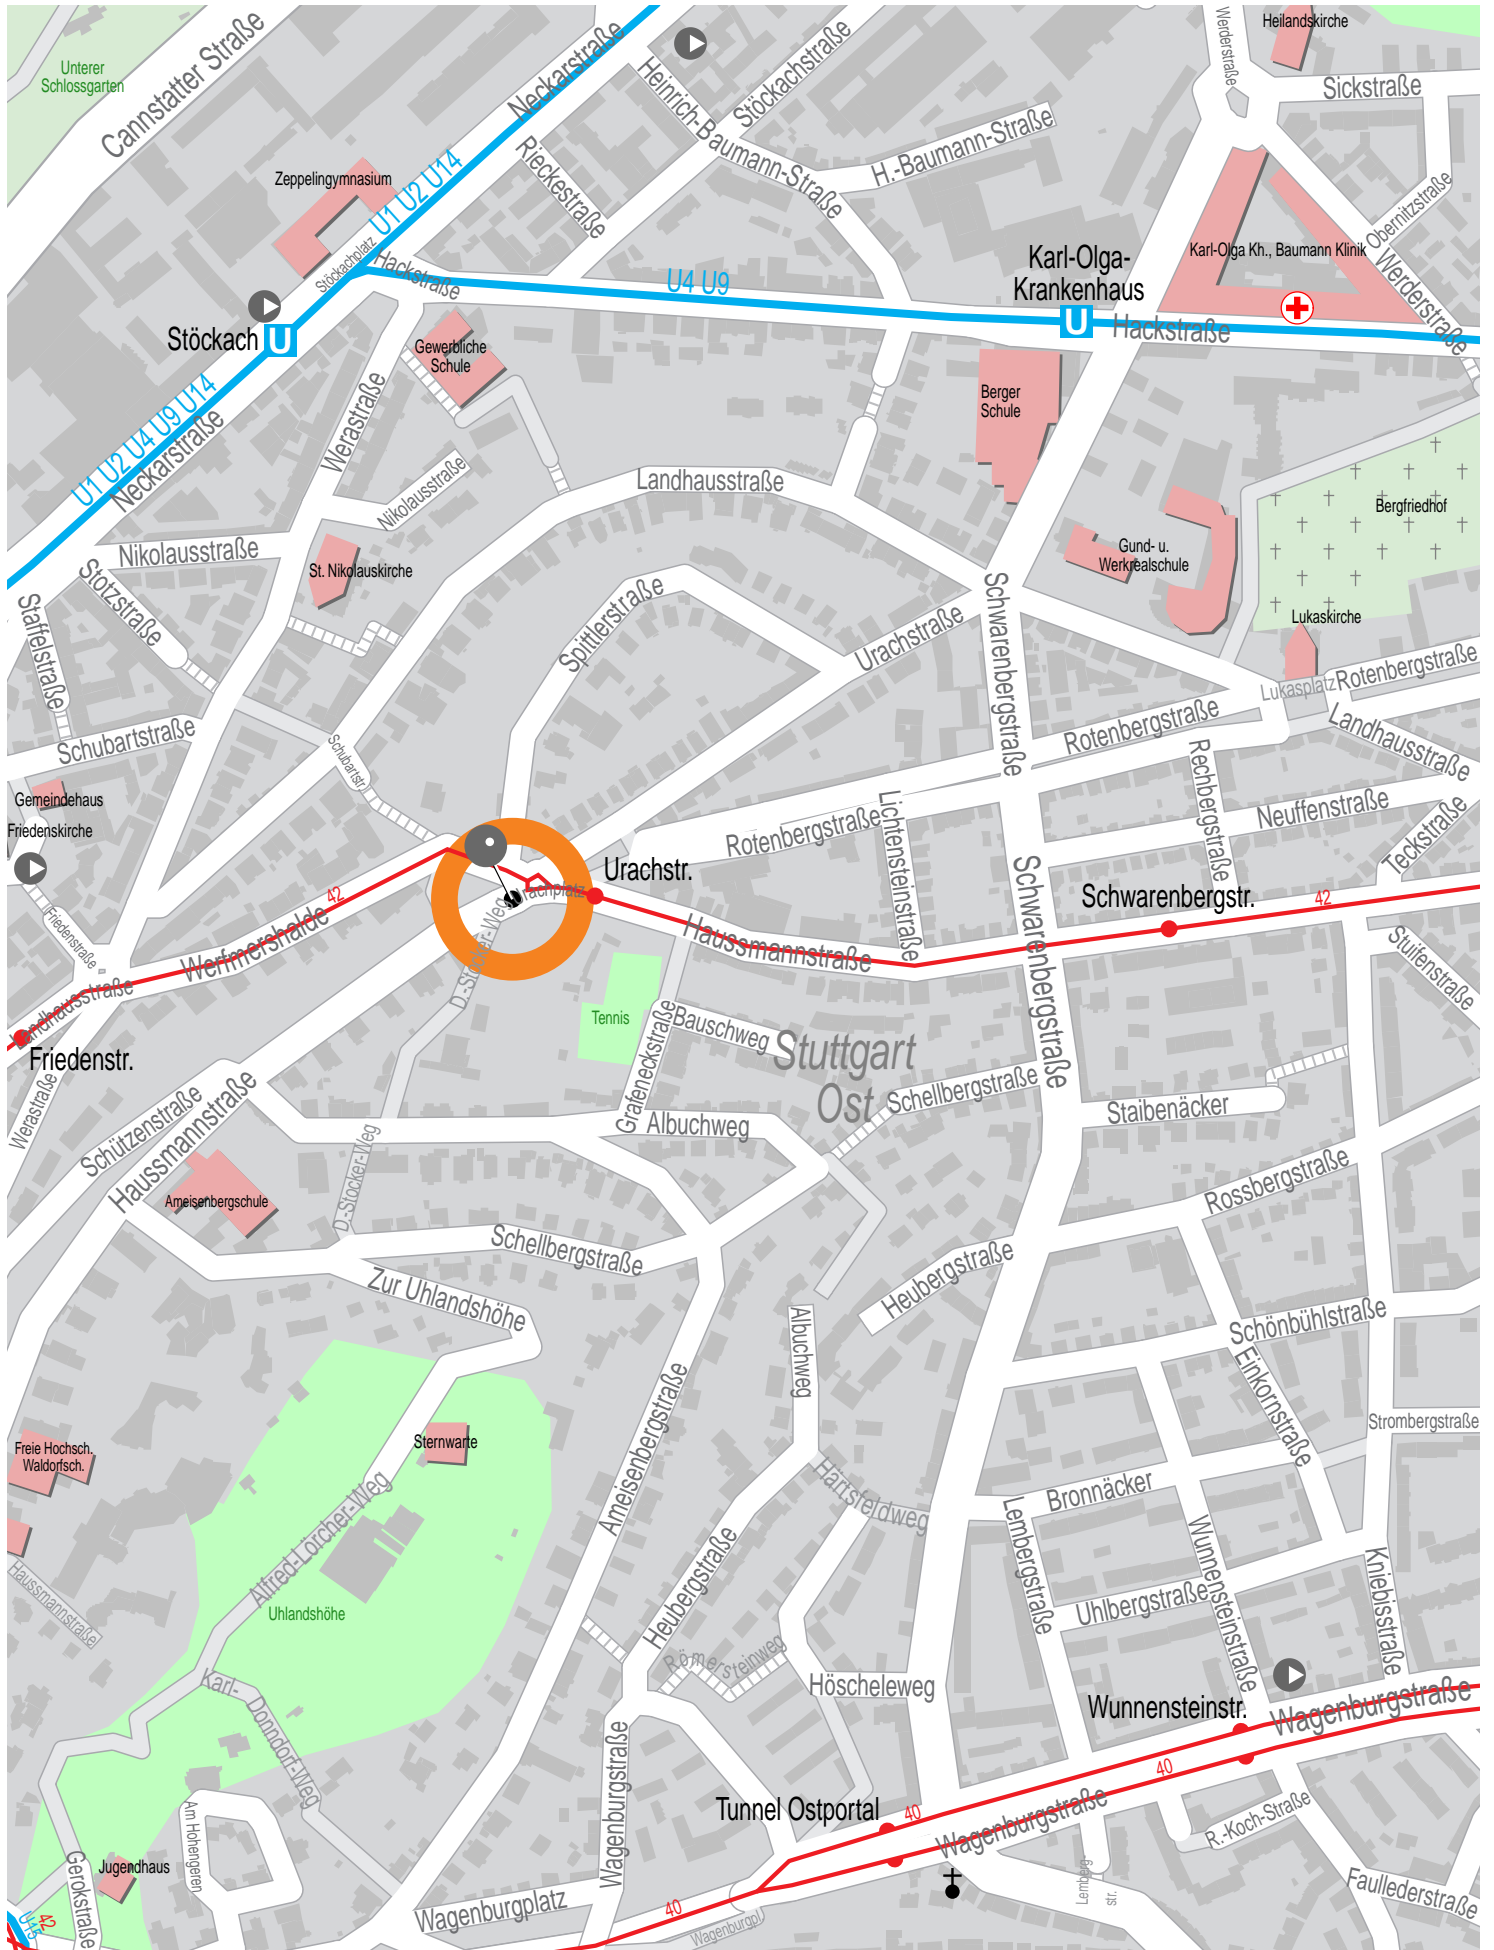 Heilandskirche
Werderstraße
Unterer
Schlossgarten
Cannstatter Straße
Neckarstraße
Heinrich-Baumann-Straße
Stöckachstraße
Sickstraße
H.-Baumann-Straße
Rieckestraße
Zeppelingymnasium
U1 U2 U14
Obernitzstraße
Stöckachplatz
Hackstraße
U4 U9
Karl-Olga-
Krankenhaus
U
Karl-Olga Kh., Baumann Klinik
Werderstraße
Hackstraße
Stöckach
U
Gewerbliche
Schule
Berger
Schule
U1 U2 U4 U9 U14
Neckarstraße
Werastraße
Nikolausstraße
Landhausstraße
Bergfriedhof
Gund- u.
Werkrealschule
Nikolausstraße
St. Nikolauskirche
Stotzstraße
Staffelstraße
Spittlerstraße
Urachstraße
Schwarenbergstraße
Lukaskirche
Lukasplatz
Rotenbergstraße
Rotenbergstraße
Landhausstraße
Schubartstraße
Schubartstr.
Rechbergstraße
Neuffenstraße
Teckstraße
Gemeindehaus
Friedenskirche
Rotenbergstraße
Lichtensteinstraße
Urachstr.
Urachplatz
Schwarenbergstr.
42
42
Schwarenbergstraße
Friedenstraße
Werfmershalde
D.-Stocker-Weg
Haussmannstraße
Stuifenstraße
Landhausstraße
Friedenstr.
Tennis
Bauschweg
Grafeneckstraße
Stuttgart
Ost
Schellbergstraße
Staibenäcker
Werastraße
Schützenstraße
Haussmannstraße
Albuchweg
D.-Stocker-Weg
Ameisenbergschule
Rossbergstraße
Schellbergstraße
Heubergstraße
Zur Uhlandshöhe
Albuchweg
Schönbühlstraße
Einkornstraße
Ameisenbergstraße
Strombergstraße
Freie Hochsch.
Waldorfsch.
Sternwarte
Härtsfeldweg
Bronnäcker
Alfred-Lörcher-Weg
Lembergstraße
Wunnensteinstraße
Haussmannstraße
Uhlandshöhe
Heubergstraße
Uhlbergstraße
Kniebisstraße
Römersteinweg
Höscheleweg
Karl-
Donndorf-Weg
Wunnensteinstr.
Wagenburgstraße
Wagenburgstraße
40
Tunnel Ostportal
40
Wagenburgstraße
Am Hohengeren
R.-Koch-Straße
Jugendhaus
Gerokstraße
Lemberg-
str.
Faullederstraße
Wagenburgplatz
40
Wagenburgpl.
U15
42